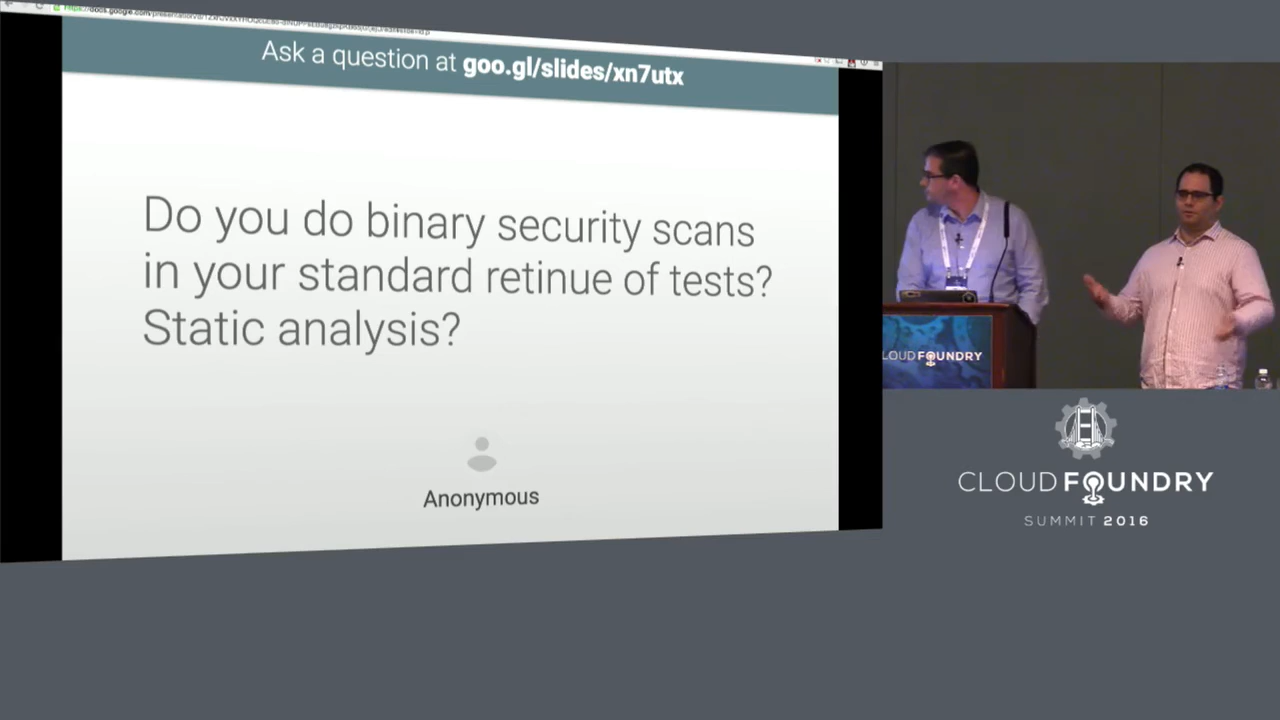 Ask a question at goo.gl/slides/xn7utx
Do you do binary security scans
in your standard retinue of tests?
Static analysis?
Anonymous
CLOUD FOUNDRY
CLOUD FOUNDRY
SUMMIT 2016